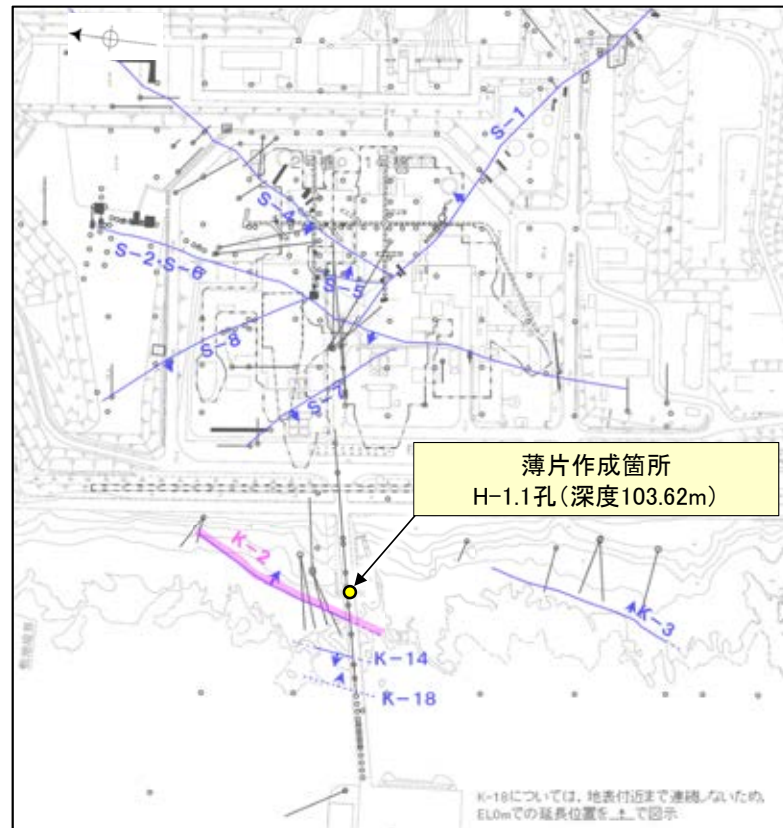 S-1
S-4
S-2・S-6
S-5
S-8
S-7
薄片作成箇所
H-1.1孔(深度103.62m)
K-2
K-3
K-14
K-18
K-18については、地表付近まで連続しないため、
EL0mでの延長位置を で図示